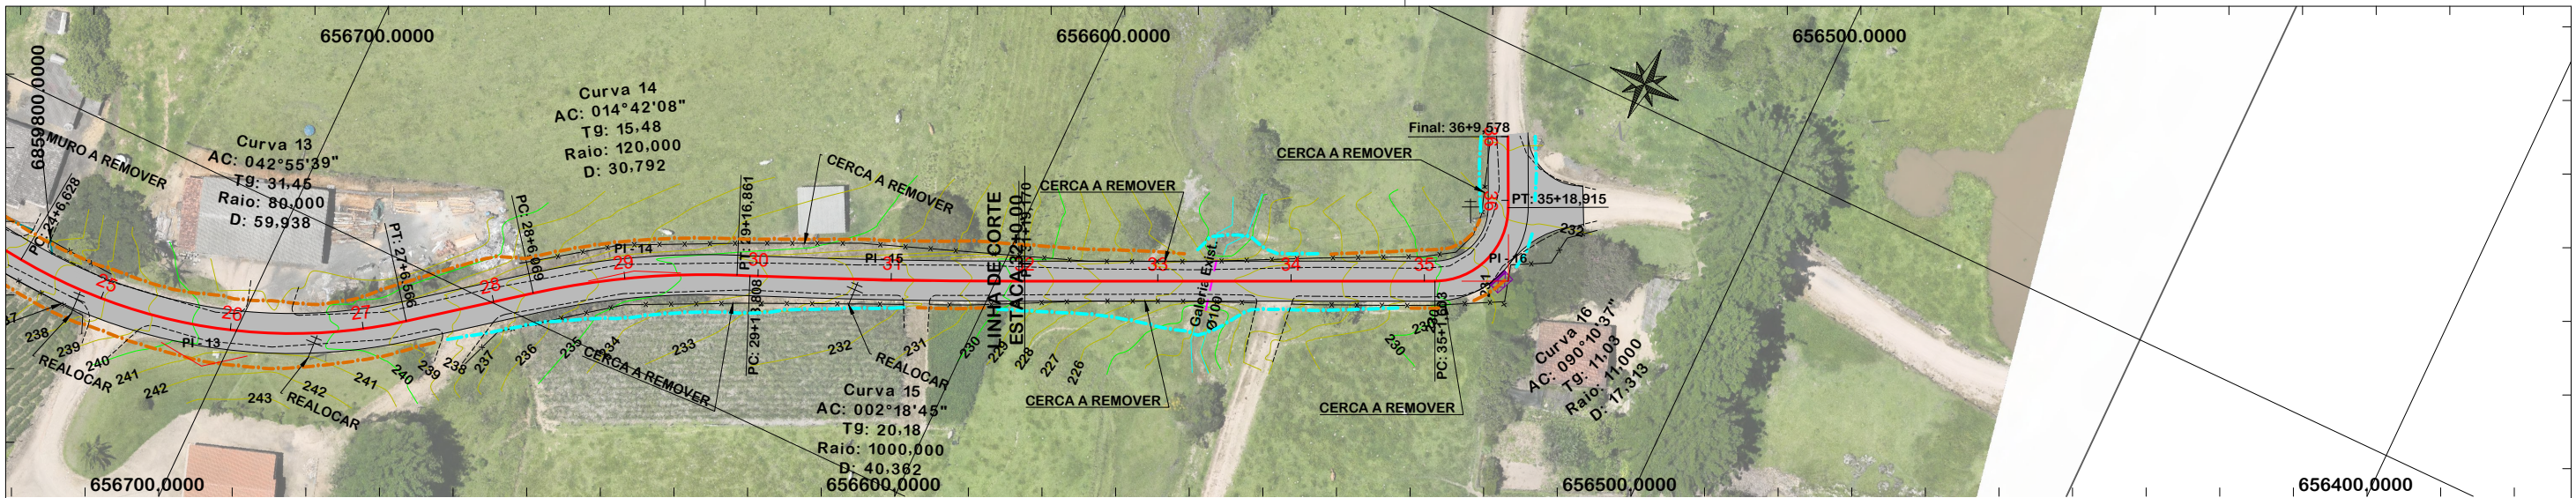 656700.0000
656600.0000
656500.0000
6859800.0000
MURO A REMOVER
Curva 13
AC: 042°55'39"
Tg: 31,45
Raio: 80,000
D: 59,938
Curva 14
AC: 014°42'08"
Tg: 15,48
Raio: 120,000
D: 30,792
CERCA A REMOVER
CERCA A REMOVER
CERCA A REMOVER
Final: 36+9,578
36
36
PT: 35+18,915
232
PC: 24+6,628
PT: 27+6,566
PC: 28+6,069
PT: 29+16,861
PC: 29+18,808
LINHA DE CORTE
ESTACA 32+0,00
Galeria Exist.
Ø100
PI - 13
PI - 14
PI - 15
PI - 16
25
26
27
28
29
30
31
33
34
35
231
PC: 35+1,603
238
239
240
241
242
243
242
241
240
239
238
237
236
235
234
233
232
231
230
229
228
227
226
230
REALOCAR
REALOCAR
REALOCAR
CERCA A REMOVER
CERCA A REMOVER
CERCA A REMOVER
Curva 15
AC: 002°18'45"
Tg: 20,18
Raio: 1000,000
D: 40,362
Curva 16
AC: 090°10'37"
Tg: 11,03
Raio: 11,000
D: 17,313
656700.0000
656600.0000
656500.0000
656400.0000